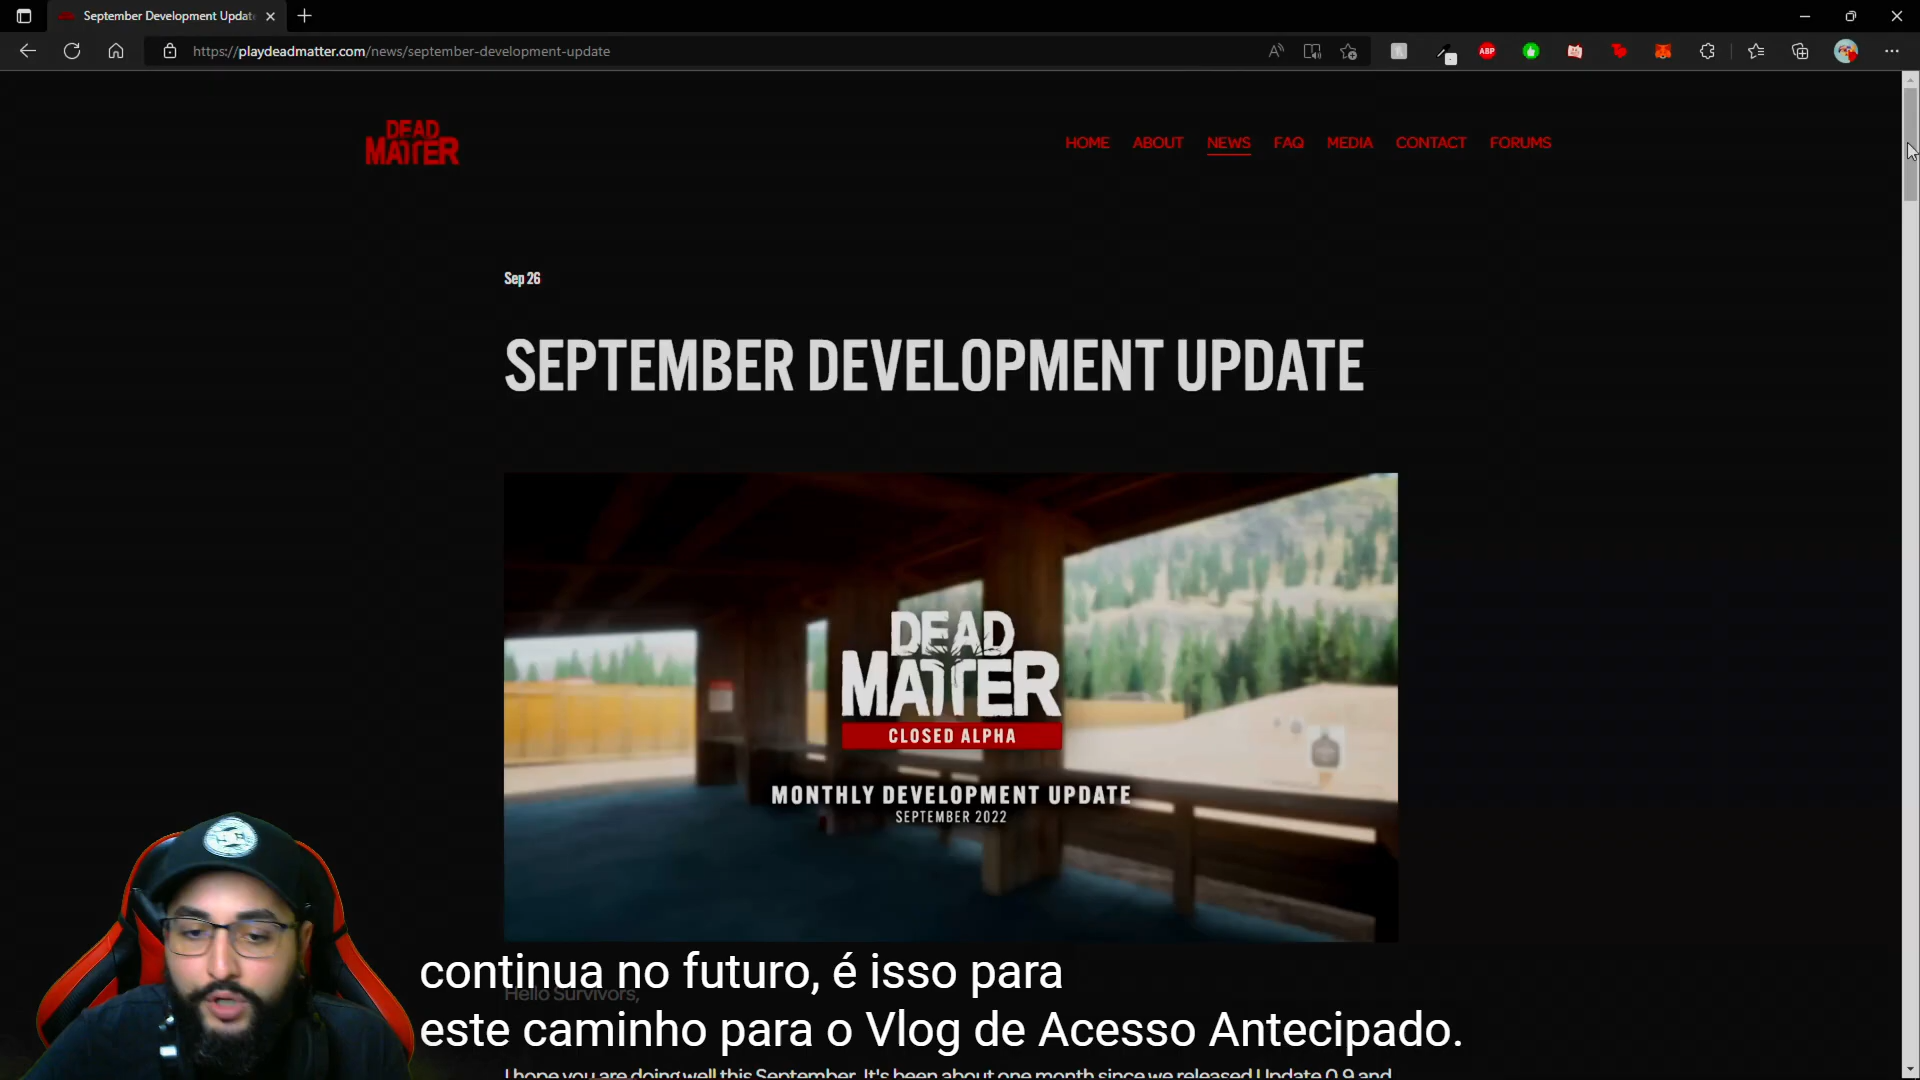 September Development Updat
https://playdeadmatter.com/news/september-development-update
ABP
DEAD
MATTER
HOME ABOUT NEWS FAQ MEDIA CONTACT FORUMS
Sep 26
SEPTEMBER DEVELOPMENT UPDATE
DEAD
MATTER
CLOSED ALPHA
MONTHLY DEVELOPMENT UPDATE
SEPTEMBER 2022
continua no futuro, é isso para
Hello Survivors,
este caminho para o Vlog de Acesso Antecipado.
I hope you are doing well this September. It's been about one month since we released Update 0.9 and